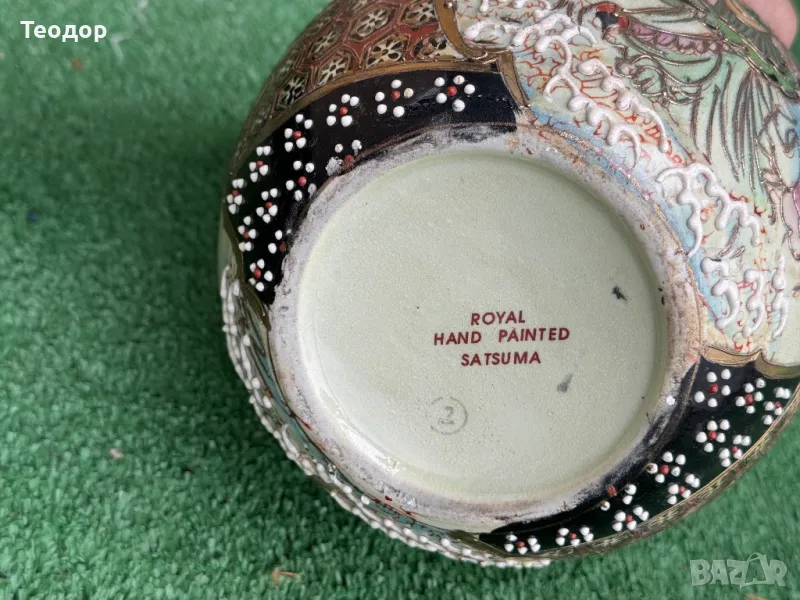 Теодор
ROYAL
HAND PAINTED
SATSUMA
2
BAZAR